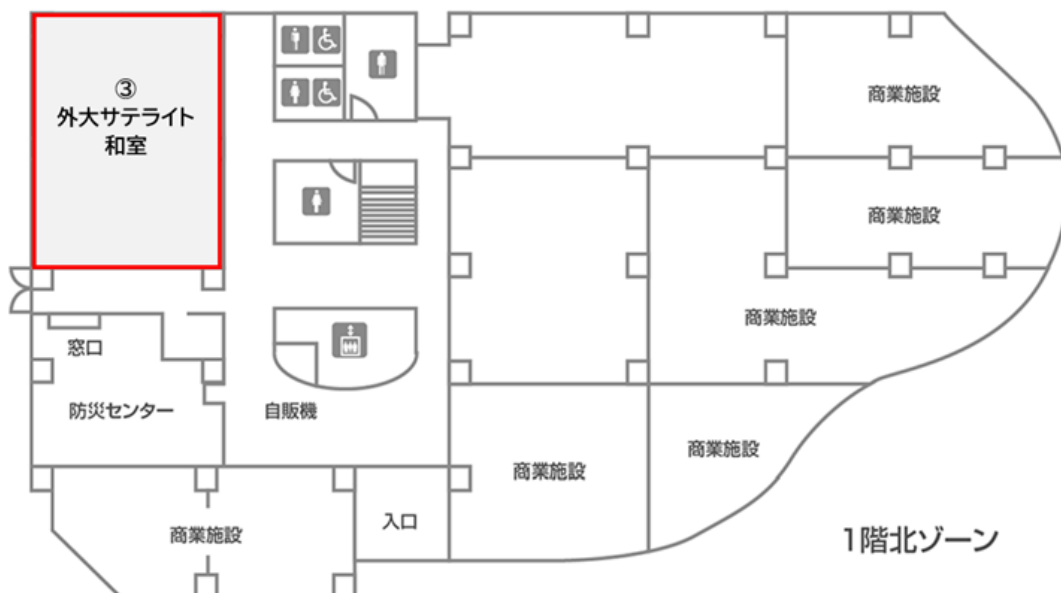 ③
外大サテライト
和室
商業施設
商業施設
商業施設
窓口
防災センター
自販機
商業施設
商業施設
商業施設
入口
1階北ゾーン